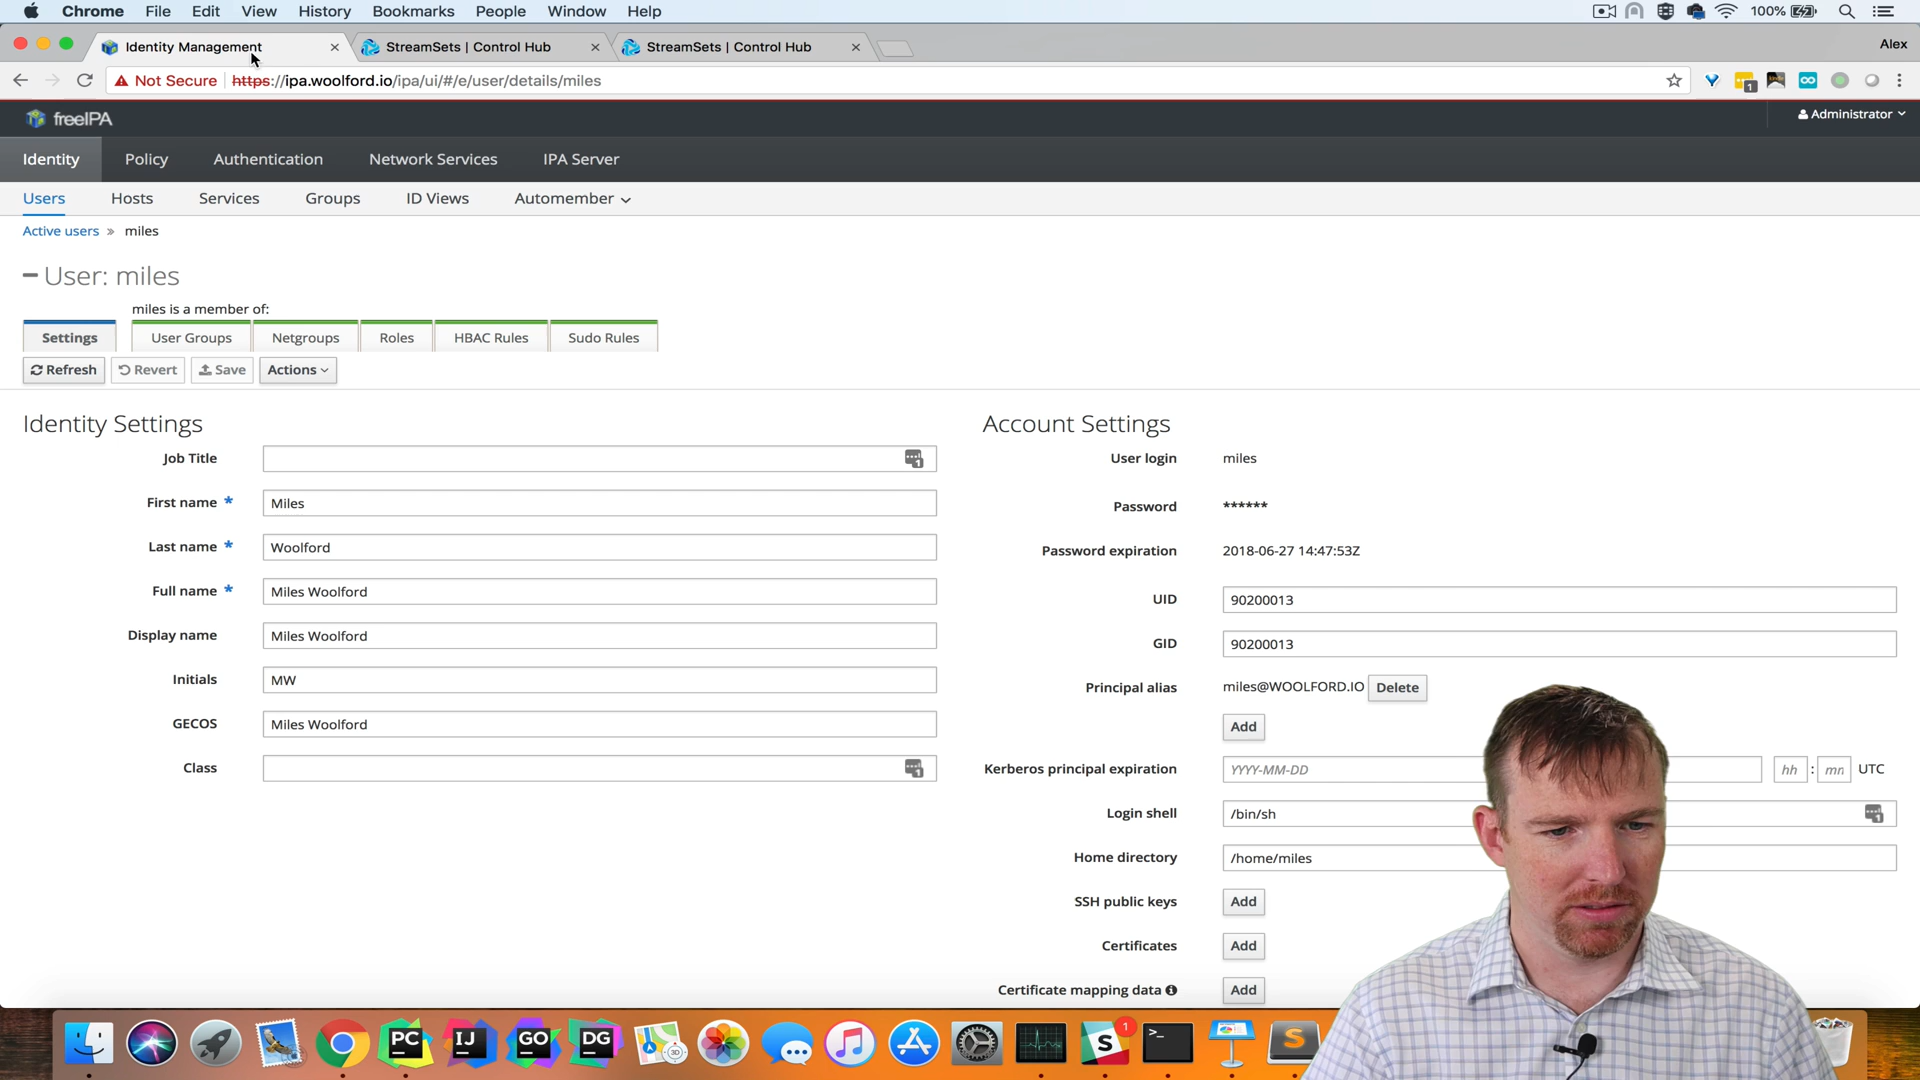 Chrome File Edit View History Bookmarks People Window Help 100%
Identity Management StreamSets | Control Hub StreamSets | Control Hub Alex
Not Secure https://ipa.woolford.io/ipa/ui/#/e/user/details/miles 1
freeIPA Administrator
Identity Policy Authentication Network Services IPA Server
Users Hosts Services Groups ID Views Automember
Active users » miles
User: miles
miles is a member of:
Settings User Groups Netgroups Roles HBAC Rules Sudo Rules
Refresh Revert Save Actions
Identity Settings
Job Title
First name * Miles
Last name * Woolford
Full name * Miles Woolford
Display name Miles Woolford
Initials MW
GECOS Miles Woolford
Class
Account Settings
User login miles
Password ******
Password expiration 2018-06-27 14:47:53Z
UID 90200013
GID 90200013
Principal alias miles@WOOLFORD.IO Delete
Add
Kerberos principal expiration YYYY-MM-DD hh : mm UTC
Login shell /bin/sh
Home directory /home/miles
SSH public keys Add
Certificates Add
Certificate mapping data Add
PC IJ GO DG 3D S 1 >_ S